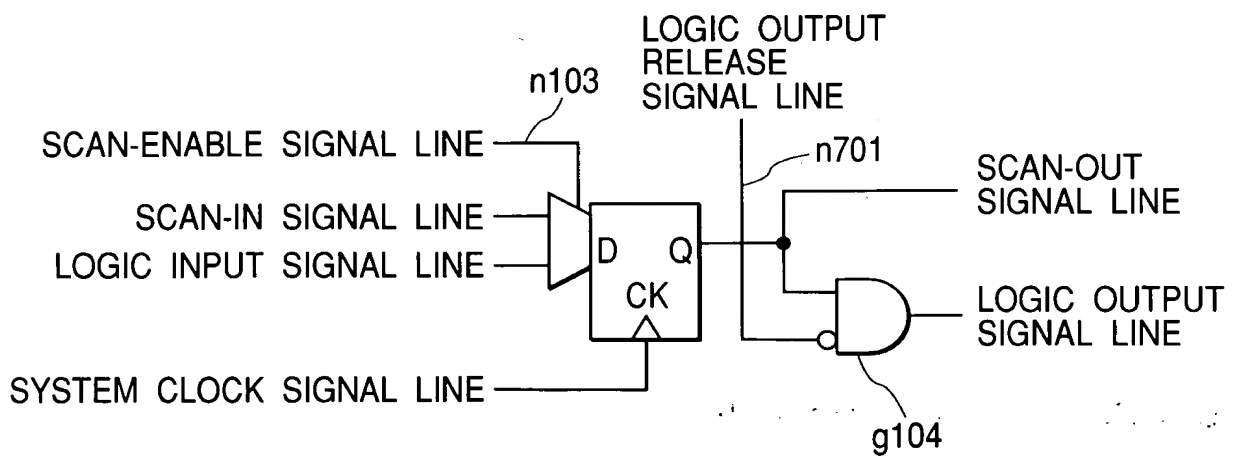 LOGIC OUTPUT
RELEASE
SIGNAL LINE
n103
SCAN-ENABLE SIGNAL LINE
n701
SCAN-OUT
SIGNAL LINE
SCAN-IN SIGNAL LINE
LOGIC INPUT SIGNAL LINE
D
Q
CK
LOGIC OUTPUT
SIGNAL LINE
SYSTEM CLOCK SIGNAL LINE
g104